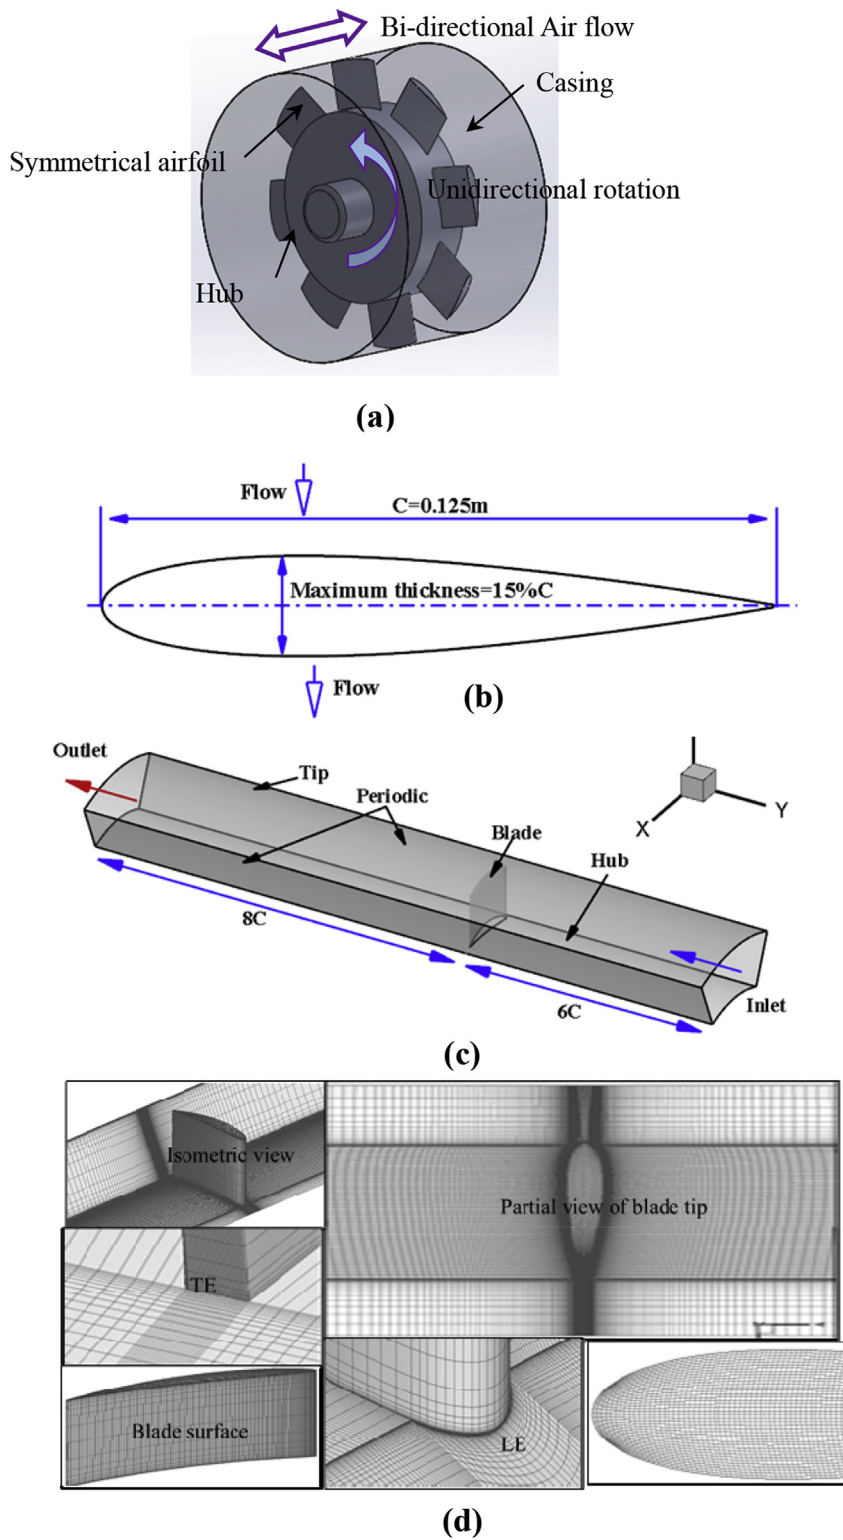 Bi-directional Air flow
Casing
Symmetrical airfoil
Unidirectional rotation
Hub
(a)
Flow
C=0.125m
Maximum thickness=15%C
Flow
(b)
Outlet
Tip
Periodic
Blade
Hub
X
Y
8C
6C
Inlet
(c)
Isometric view
Partial view of blade tip
TE
Blade surface
LE
(d)